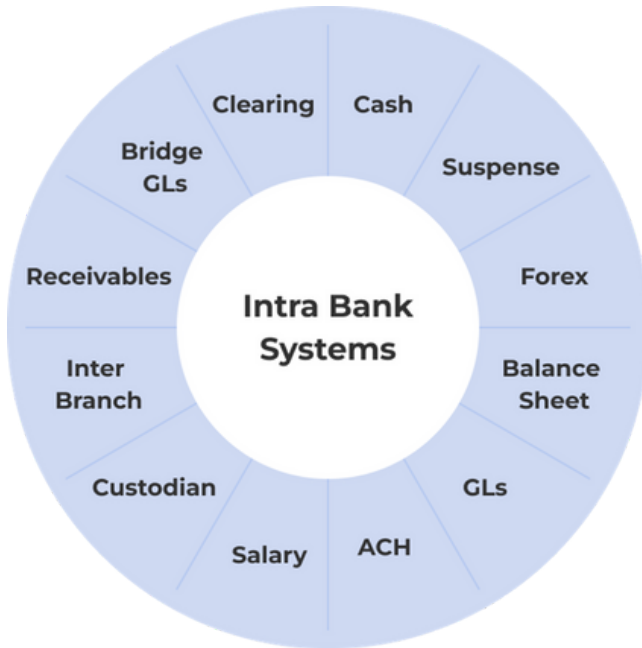 Clearing
Cash
Suspense
Forex
Balance
Sheet
GLs
ACH
Salary
Custodian
Inter
Branch
Receivables
Bridge
GLs
Intra Bank
Systems